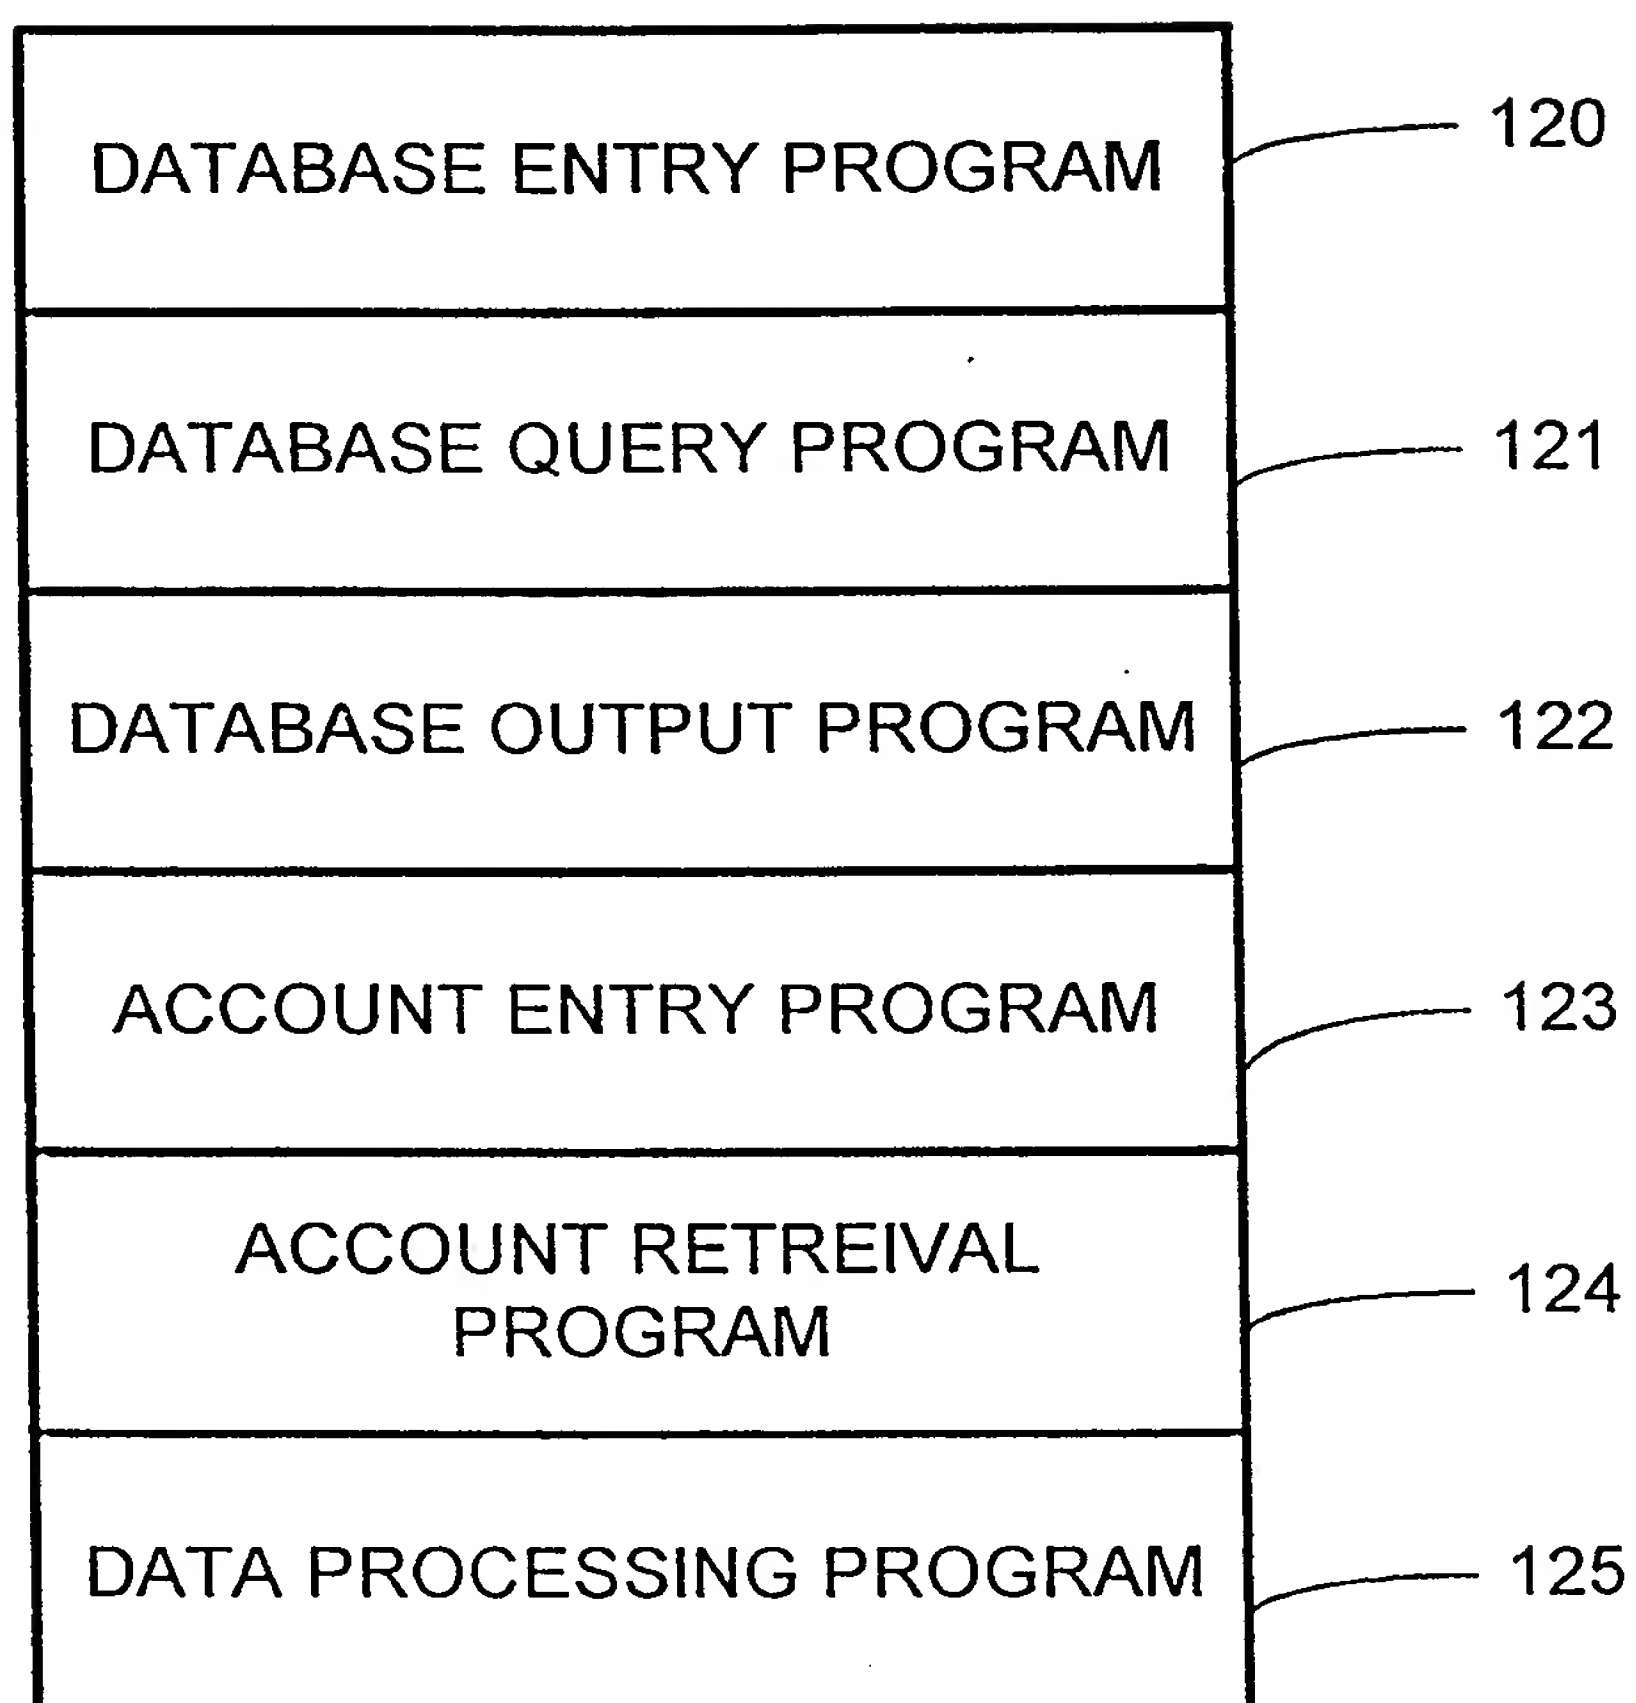 DATABASE ENTRY PROGRAM 120
DATABASE QUERY PROGRAM 121
DATABASE OUTPUT PROGRAM 122
ACCOUNT ENTRY PROGRAM 123
ACCOUNT RETREIVAL
PROGRAM
124
DATA PROCESSING PROGRAM 125